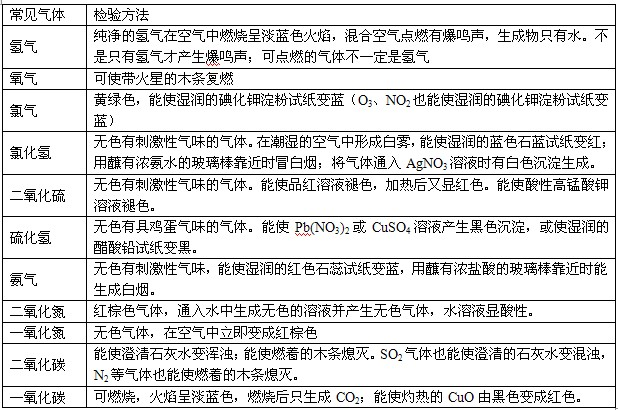 常见气体 检验方法
氢气 纯净的氢气在空气中燃烧呈淡蓝色火焰，混合空气点燃有爆鸣声，生成物只有水。不
是只有氢气才产生爆鸣声；可点燃的气体不一定是氢气
氧气 可使带火星的木条复燃
氯气 黄绿色，能使湿润的碘化钾淀粉试纸变蓝（O3、NO2也能使湿润的碘化钾淀粉试纸变
蓝）
氯化氢 无色有刺激性气味的气体。在潮湿的空气中形成白雾，能使湿润的蓝色石蓝试纸变红；
用蘸有浓氨水的玻璃棒靠近时冒白烟；将气体通入 AgNO3溶液时有白色沉淀生成。
二氧化硫 无色有刺激性气味的气体。能使品红溶液褪色，加热后又显红色。能使酸性高锰酸钾
溶液褪色。
硫化氢 无色有具鸡蛋气味的气体。能使 Pb(NO3)2或 CuSO4溶液产生黑色沉淀，或使湿润的
醋酸铅试纸变黑。
氨气 无色有刺激性气味，能使湿润的红色石蕊试纸变蓝，用蘸有浓盐酸的玻璃棒靠近时能
生成白烟。
二氧化氮 红棕色气体，通入水中生成无色的溶液并产生无色气体，水溶液显酸性。
一氧化氮 无色气体，在空气中立即变成红棕色
二氧化碳 能使澄清石灰水变浑浊；能使燃着的木条熄灭。SO2气体也能使澄清的石灰水变混浊，
N2等气体也能使燃着的木条熄灭。
一氧化碳 可燃烧，火焰呈淡蓝色，燃烧后只生成 CO2；能使灼热的 CuO 由黑色变成红色。